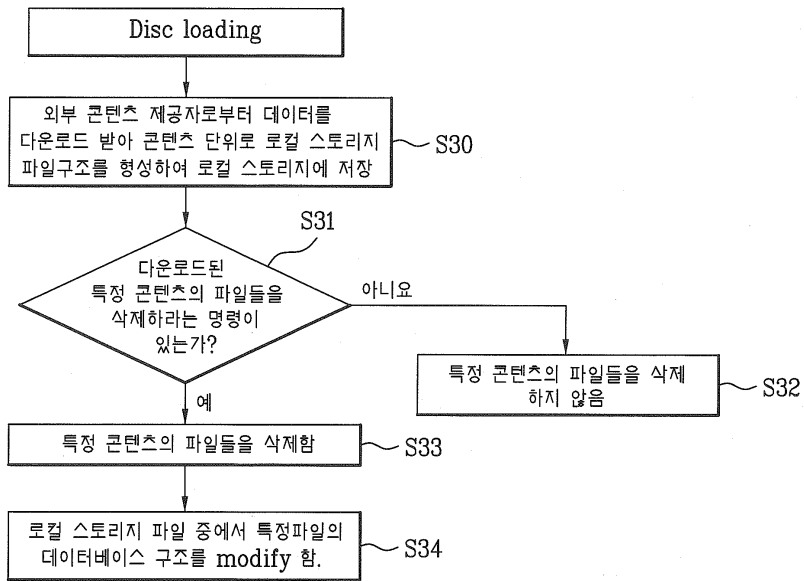 Disc loading
외부 콘텐츠 제공자로부터 데이터를
다운로드 받아 콘텐츠 단위로 로컬 스토리지
파일구조를 형성하여 로컬 스토리지에 저장
S30
S31
다운로드된
특정 콘텐츠의 파일들을
삭제하라는 명령이
있는가?
아니요
특정 콘텐츠의 파일들을 삭제
하지 않음
S32
예
특정 콘텐츠의 파일들을 삭제함
S33
로컬 스토리지 파일 중에서 특정파일의
데이터베이스 구조를 modify 함.
S34